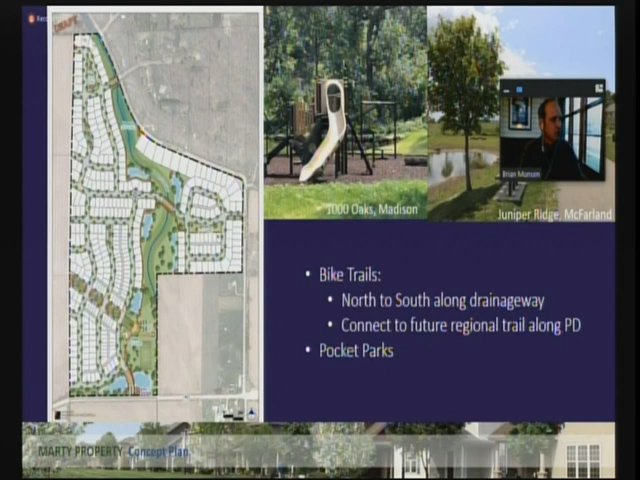 DRAFT
1000 Oaks, Madison
Brian Munson
Juniper Ridge, McFarland
• Bike Trails:
• North to South along drainageway
• Connect to future regional trail along PD
• Pocket Parks
MARTY PROPERTY Concept Plan